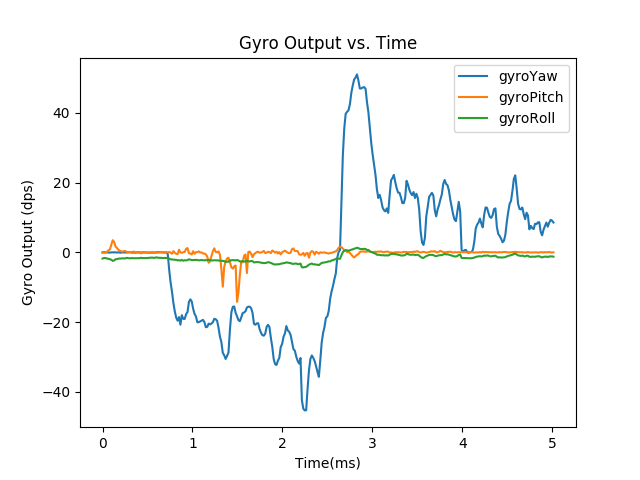 Gyro Output vs. Time
gyroYaw
gyroPitch
gyroRoll
Gyro Output (dps)
40
20
0
−20
−40
0 1 2 3 4 5
Time(ms)